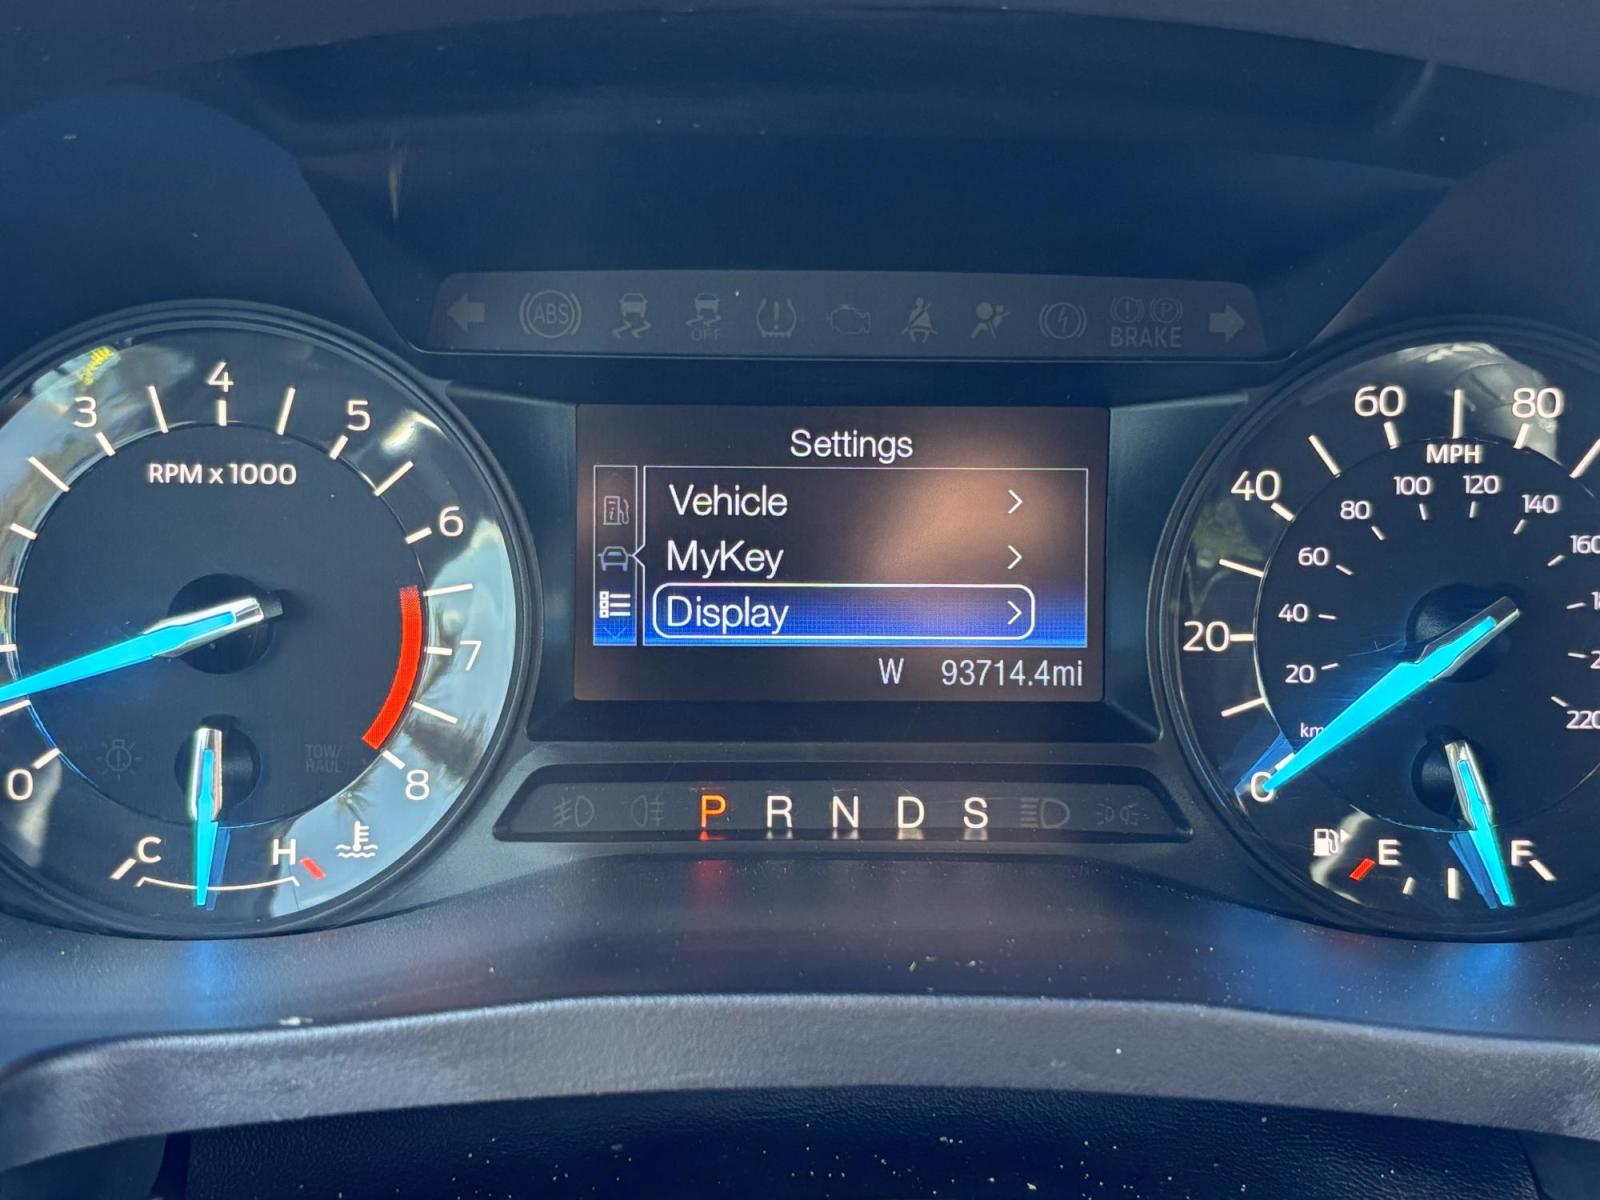 ABS
OFF
BRAKE
3
4
5
6
7
8
0
RPM x 1000
TOW/
HAUL
C
H
Settings
Vehicle
MyKey
Display
W 93714.4mi
P R N D S
0
20
40
60
80
MPH
20
40
60
80
100
120
140
160
220
E
F